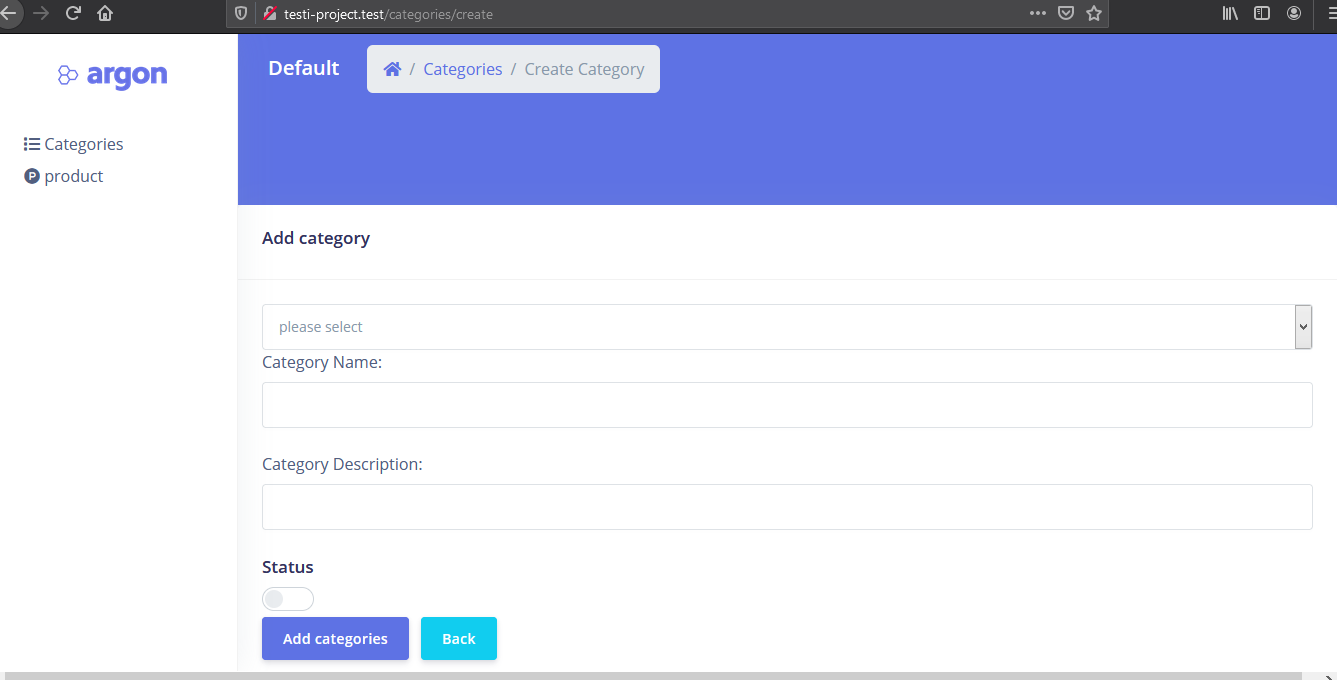 testi-project.test/categories/create
argon
Default / Categories / Create Category
Categories
P product
Add category
please select
Category Name:
Category Description:
Status
Add categories Back